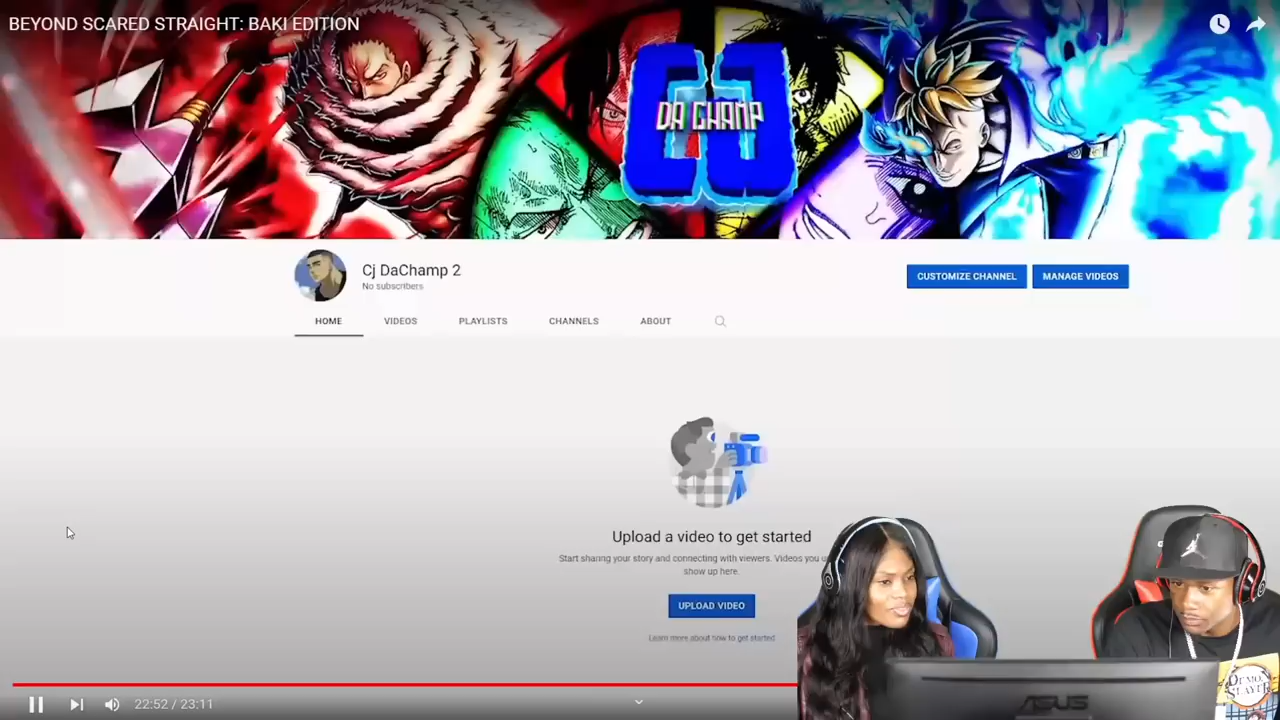 BEYOND SCARED STRAIGHT: BAKI EDITION
DA CHAMP
Cj DaChamp 2
No subscribers
CUSTOMIZE CHANNEL
MANAGE VIDEOS
HOME
VIDEOS
PLAYLISTS
CHANNELS
ABOUT
Upload a video to get started
Start sharing your story and connecting with viewers. Videos you
show up here.
UPLOAD VIDEO
Learn more about how to get started
22:52 / 23:11
ASUS
DEMON
SLAYER